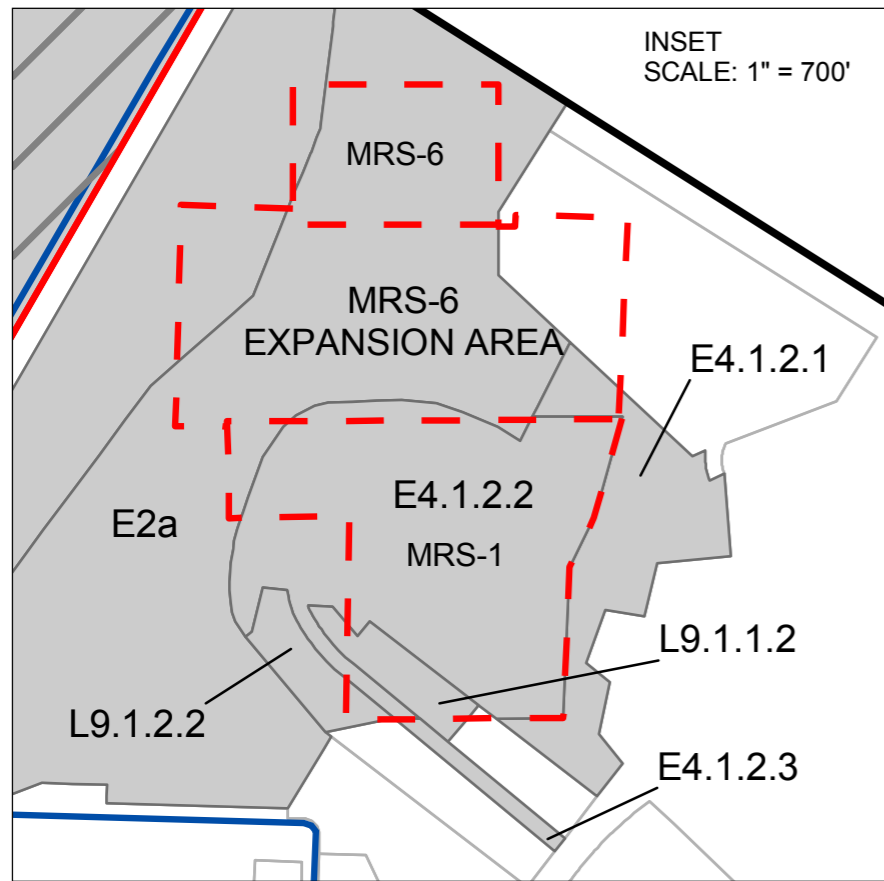 INSET
SCALE: 1" = 700'
MRS-6
MRS-6
EXPANSION AREA
E4.1.2.1
E4.1.2.2
E2a
MRS-1
L9.1.1.2
L9.1.2.2
E4.1.2.3